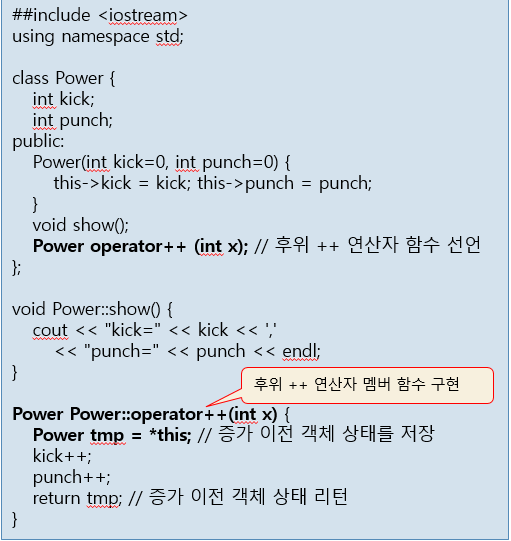 ##include <iostream>
using namespace std;
class Power {
int kick;
int punch;
public:
Power(int kick=0, int punch=0) {
this->kick = kick; this->punch = punch;
}
void show();
Power operator++ (int x); // 후위 ++ 연산자 함수 선언
};
void Power::show() {
cout << "kick=" << kick << ','
<< "punch=" << punch << endl;
}
후위 ++ 연산자 멤버 함수 구현
Power Power::operator++(int x) {
Power tmp = *this; // 증가 이전 객체 상태를 저장
kick++;
punch++;
return tmp; // 증가 이전 객체 상태 리턴
}